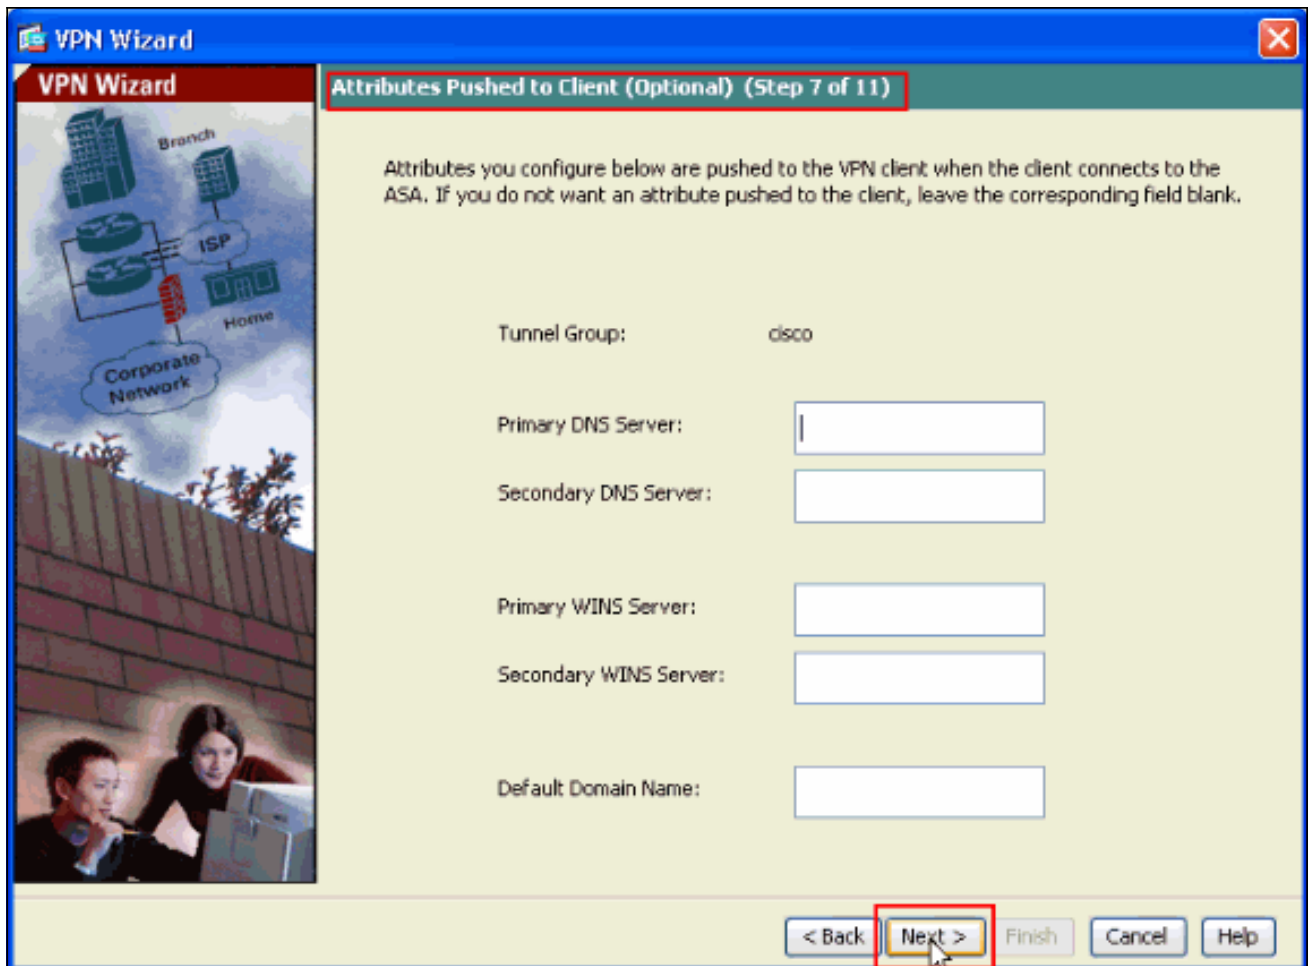 VPN Wizard
VPN Wizard
Attributes Pushed to Client (Optional) (Step 7 of 11)
Branch
ISP
Home
Corporate
Network
Attributes you configure below are pushed to the VPN client when the client connects to the
ASA. If you do not want an attribute pushed to the client, leave the corresponding field blank.
Tunnel Group: cisco
Primary DNS Server:
Secondary DNS Server:
Primary WINS Server:
Secondary WINS Server:
Default Domain Name:
< Back Next > Finish Cancel Help